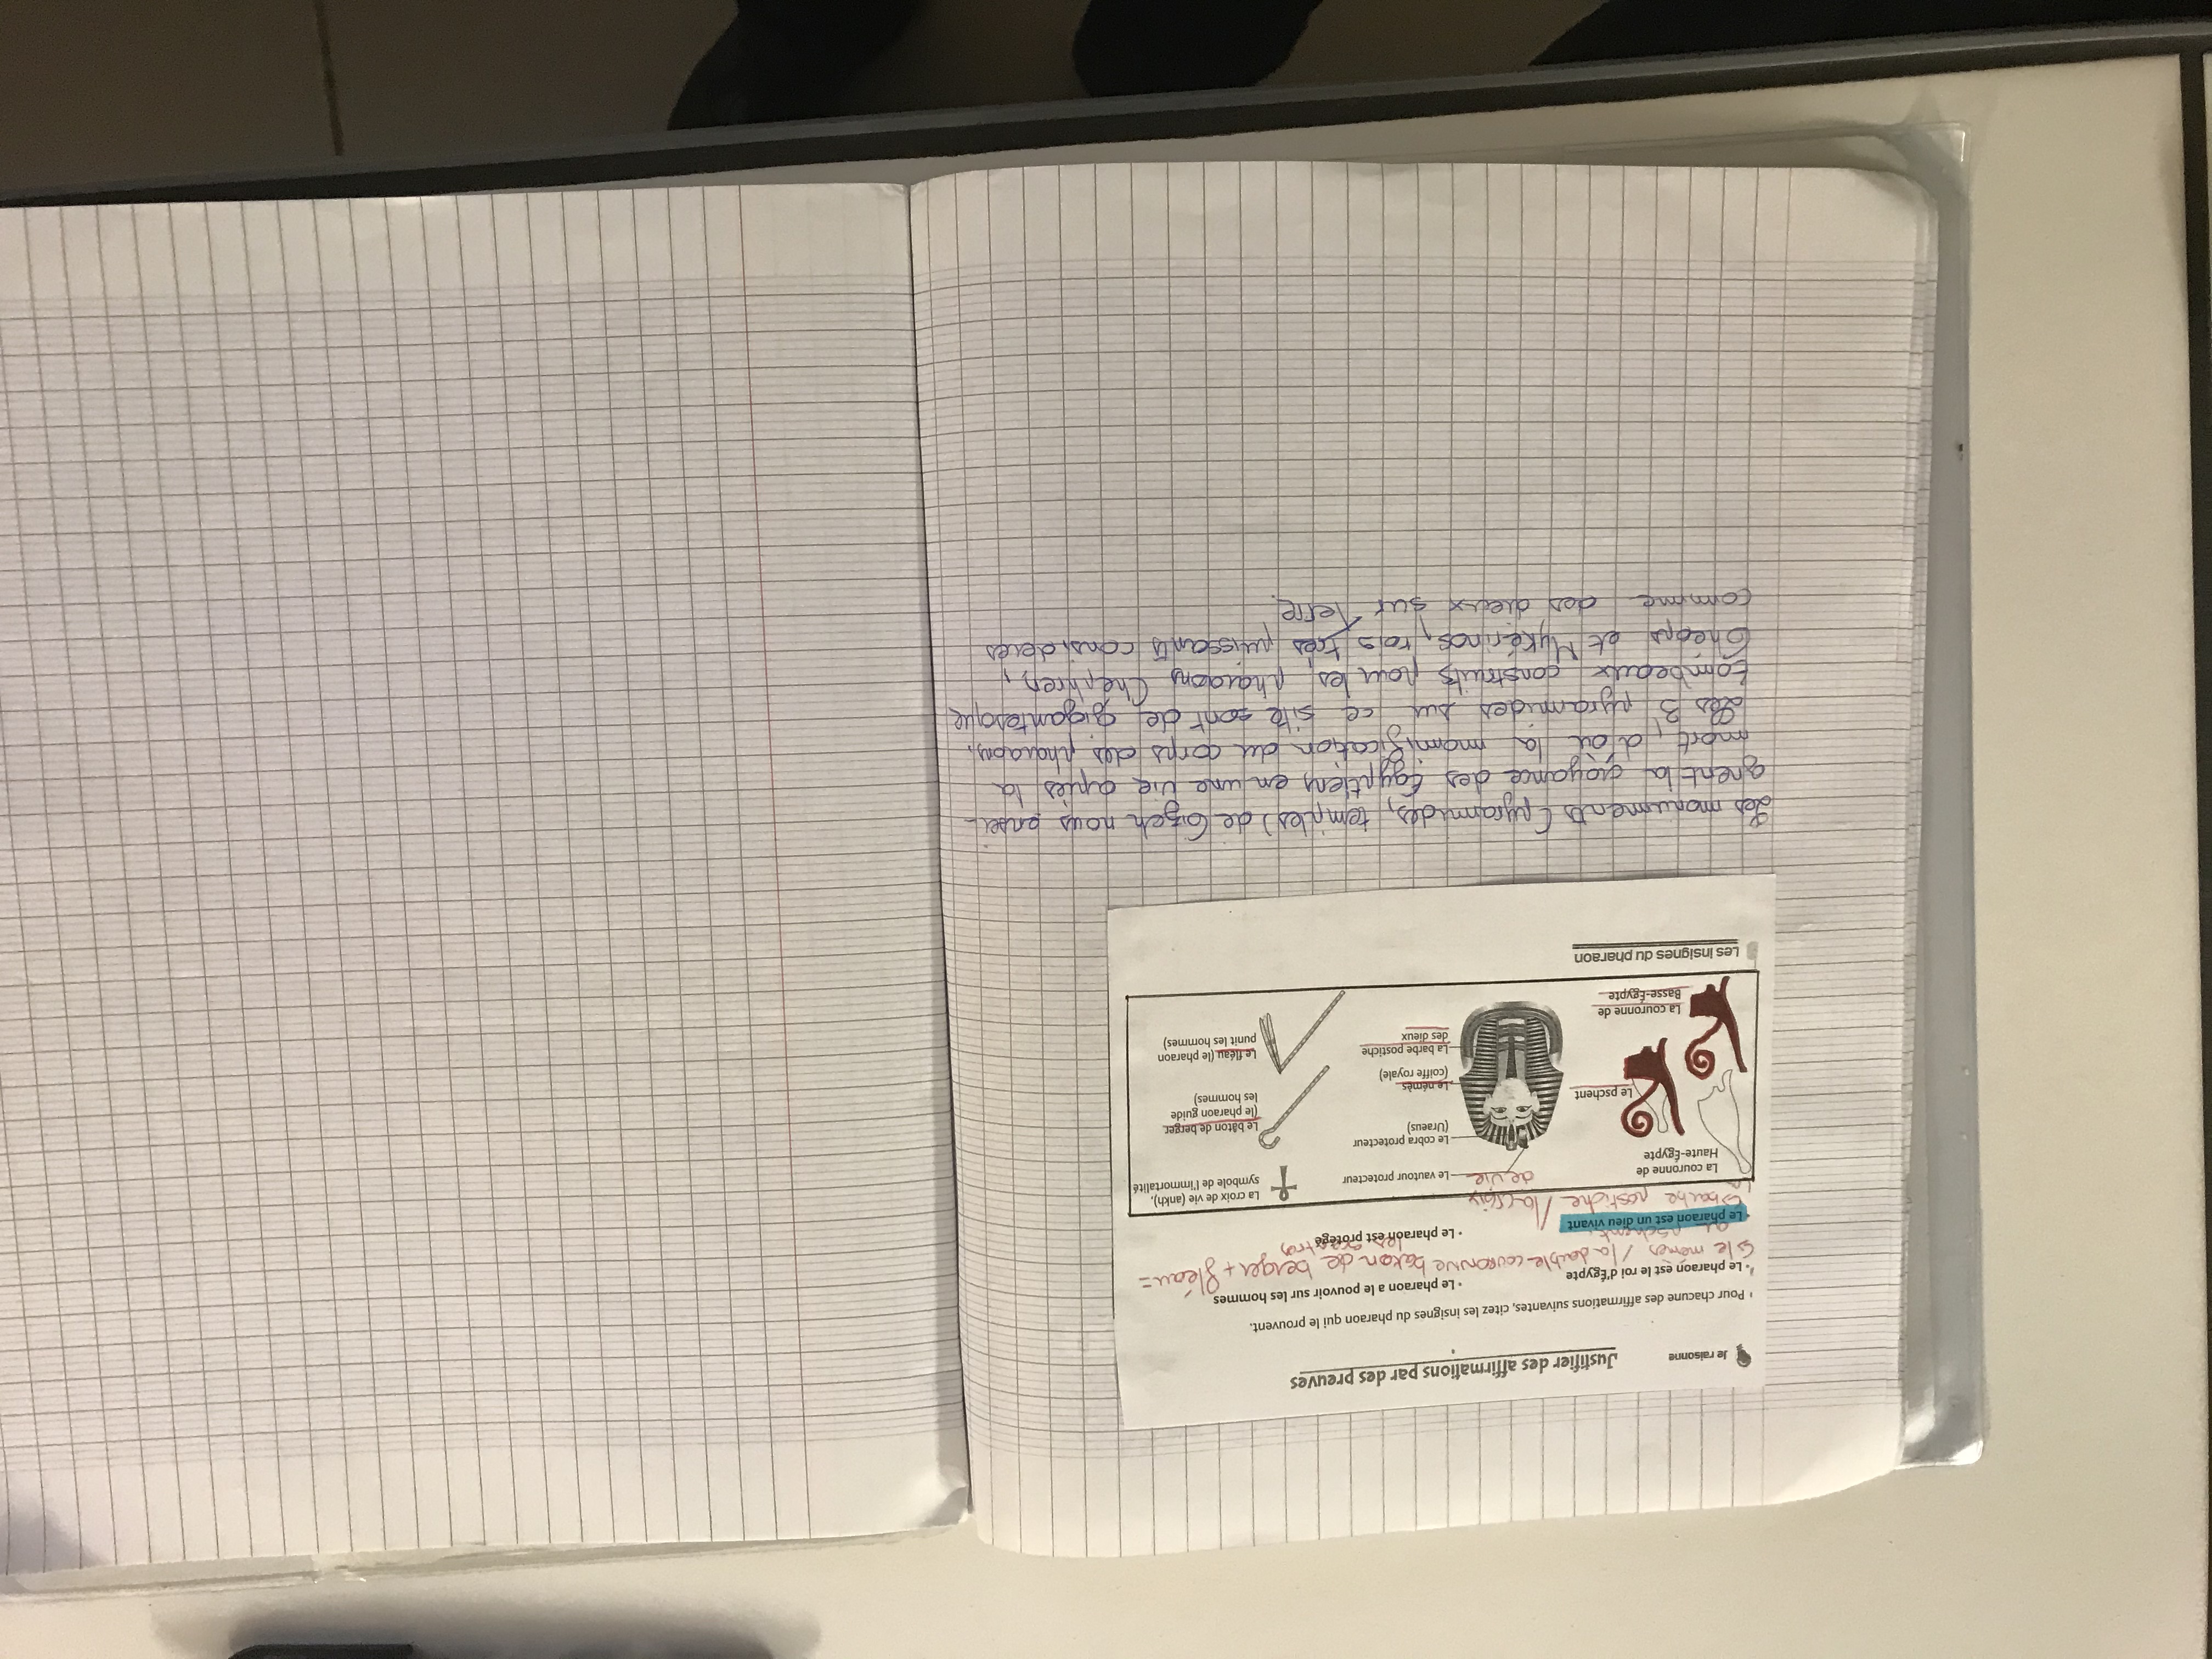 Je raisonne
Justifier des affirmations par des preuves
Pour chacune des affirmations suivantes, citez les insignes du pharaon qui le prouvent.
• Le pharaon est le roi d'Égypte
↳ le némès / la double couronne
ou pschent
• Le pharaon a le pouvoir sur les hommes
baton de berger + fléau =
les sceptres
• Le pharaon est un dieu vivant
↳ barbe postiche / la croix
de vie
• Le pharaon est protégé
La couronne de
Haute-Égypte
Le pschent
La couronne de
Basse-Égypte
Le vautour protecteur
Le cobra protecteur
(Uraeus)
Le némès
(coiffe royale)
La barbe postiche
des dieux
La croix de vie (ankh),
symbole de l'immortalité
Le bâton de berger
(le pharaon guide
les hommes)
Le fléau (le pharaon
punit les hommes)
Les insignes du pharaon
Les monuments (pyramides, temples) de Gizeh nous ensei-
gnent la croyance des Égyptiens en une vie après la
mort, d'où la momification du corps des pharaons.
Les 3 pyramides sur ce site sont de gigantesque
tombeaux construits pour les pharaons Chéphren,
Chéops et Mykérinos, rois très puissants considérés
comme des dieux sur Terre.